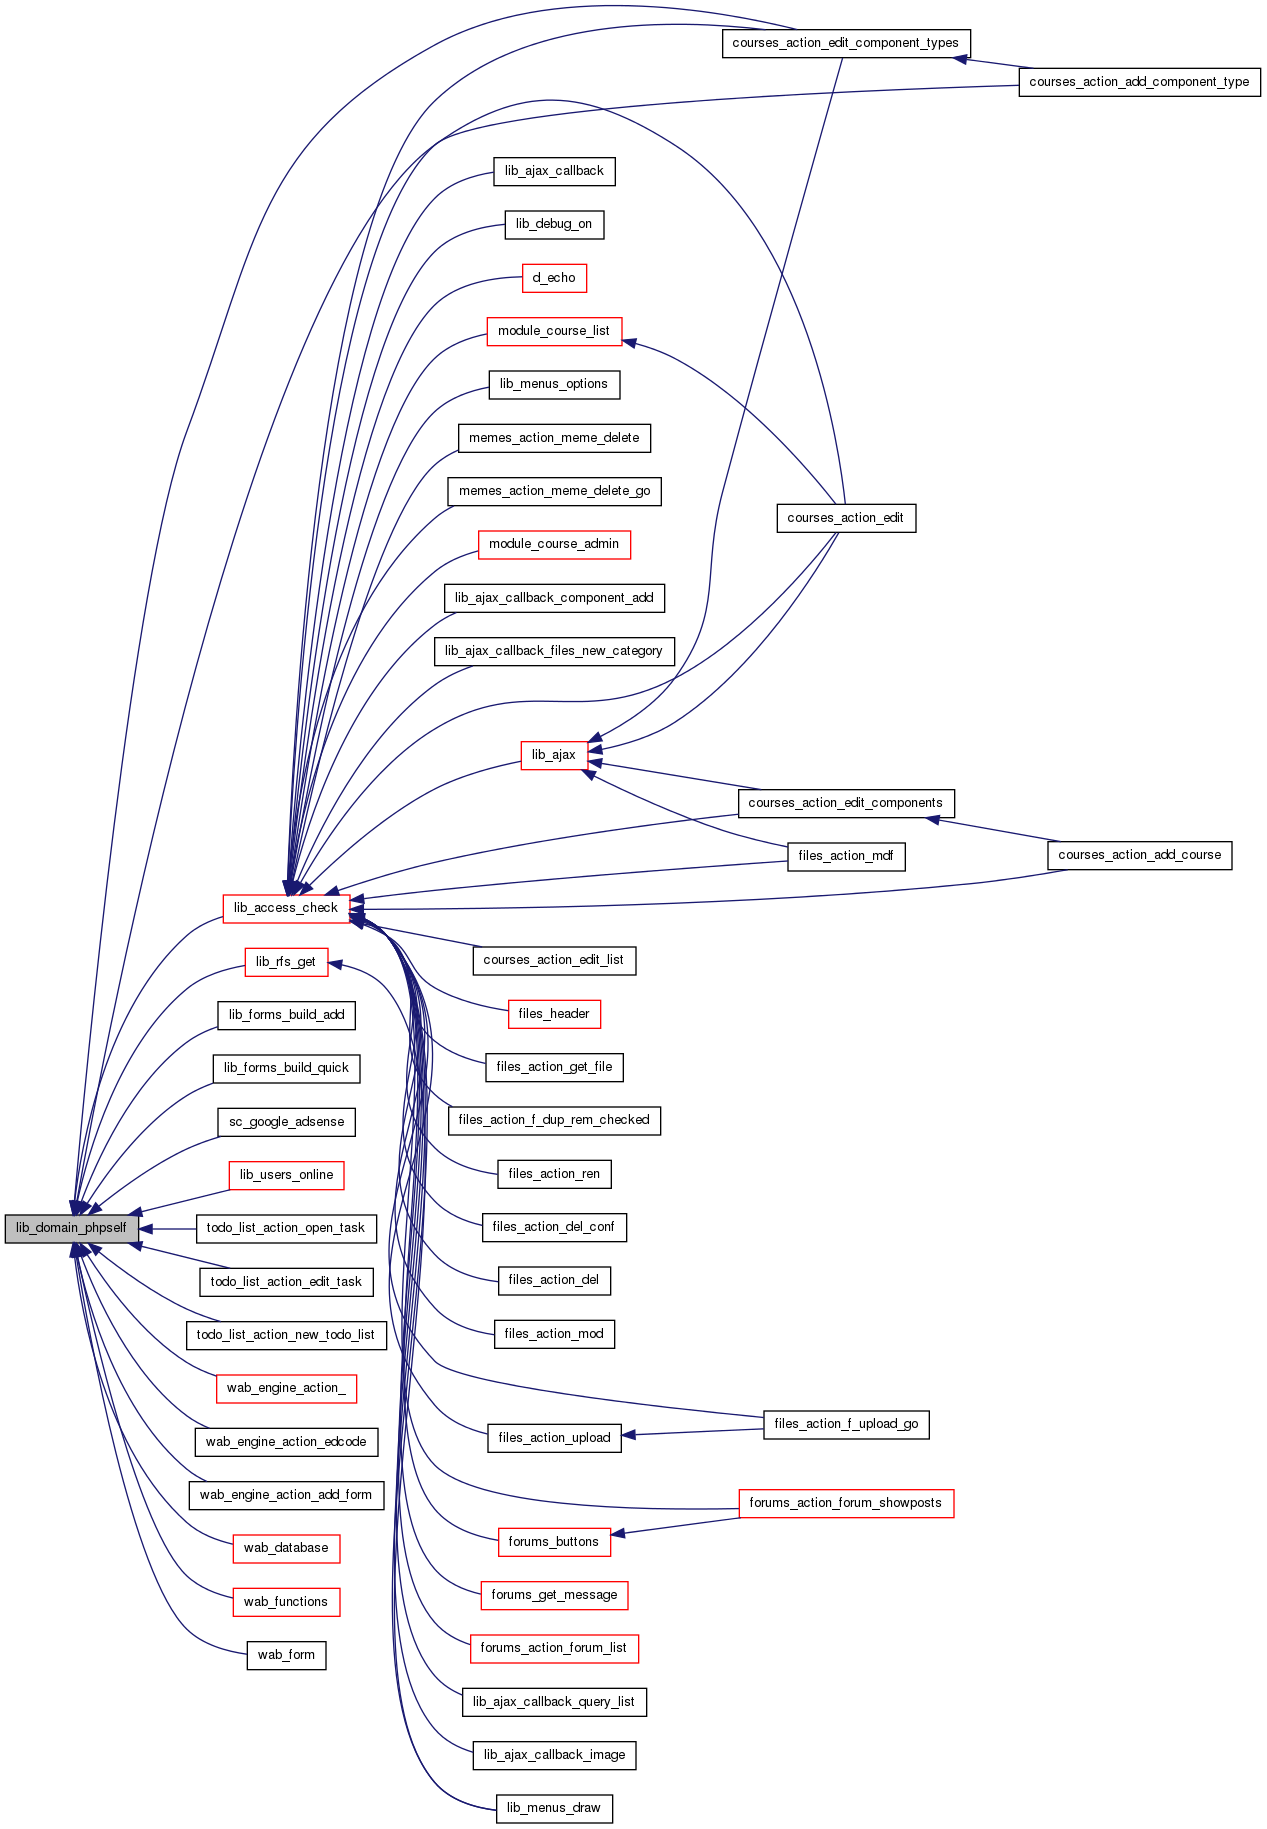 courses_action_edit_component_types
courses_action_add_component_type
lib_ajax_callback
lib_debug_on
d_echo
module_course_list
lib_menus_options
memes_action_meme_delete
memes_action_meme_delete_go
courses_action_edit
module_course_admin
lib_ajax_callback_component_add
lib_ajax_callback_files_new_category
lib_ajax
courses_action_edit_components
files_action_mdf
courses_action_add_course
lib_access_check
courses_action_edit_list
lib_rfs_get
files_header
lib_forms_build_add
files_action_get_file
lib_forms_build_quick
files_action_f_dup_rem_checked
sc_google_adsense
files_action_ren
lib_users_online
lib_domain_phpself
todo_list_action_open_task
files_action_del_conf
todo_list_action_edit_task
files_action_del
todo_list_action_new_todo_list
files_action_mod
wab_engine_action_
files_action_f_upload_go
files_action_upload
wab_engine_action_edcode
wab_engine_action_add_form
forums_action_forum_showposts
forums_buttons
wab_database
forums_get_message
wab_functions
forums_action_forum_list
wab_form
lib_ajax_callback_query_list
lib_ajax_callback_image
lib_menus_draw